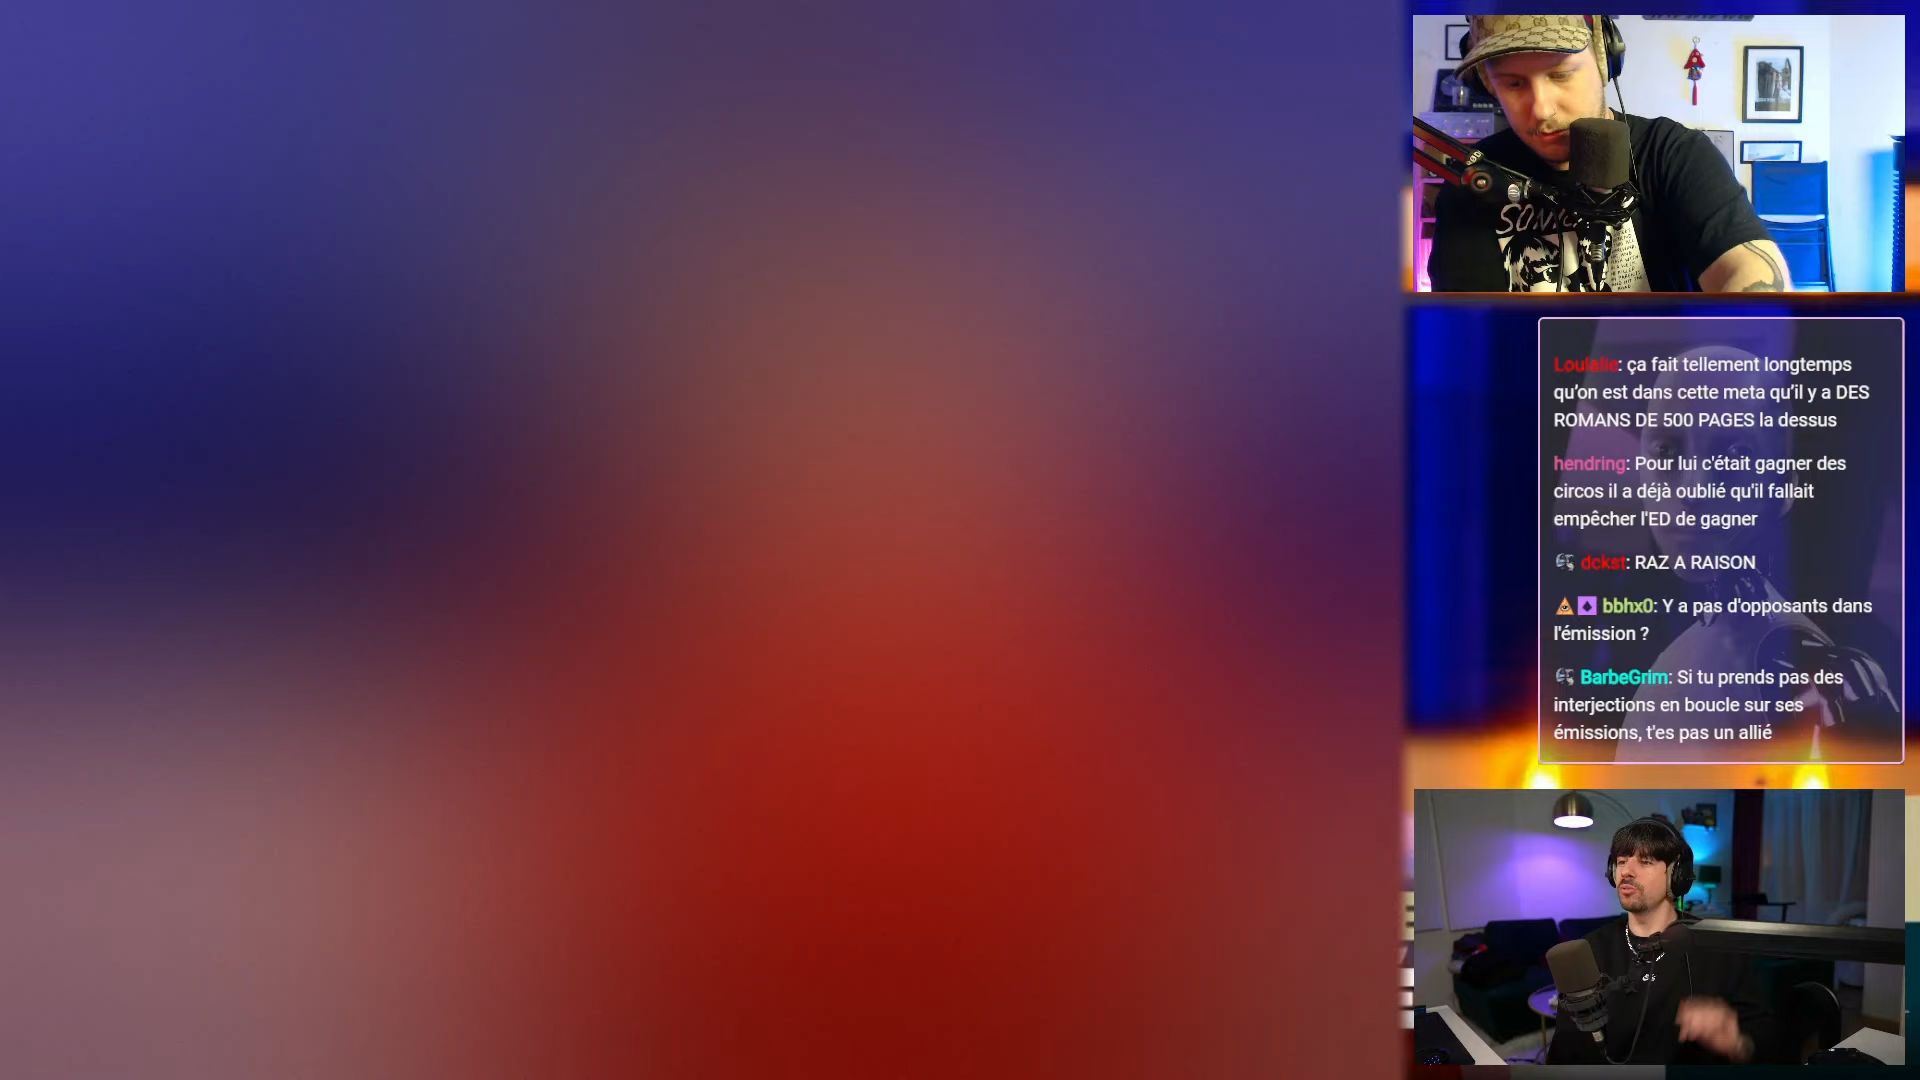 SONIC
Loulalie: ça fait tellement longtemps
qu'on est dans cette meta qu'il y a DES
ROMANS DE 500 PAGES la dessus
hendring: Pour lui c'était gagner des
circos il a déjà oublié qu'il fallait
empêcher l'ED de gagner
dckst: RAZ A RAISON
bbhx0: Y a pas d'opposants dans
l'émission ?
BarbeGrim: Si tu prends pas des
interjections en boucle sur ses
émissions, t'es pas un allié